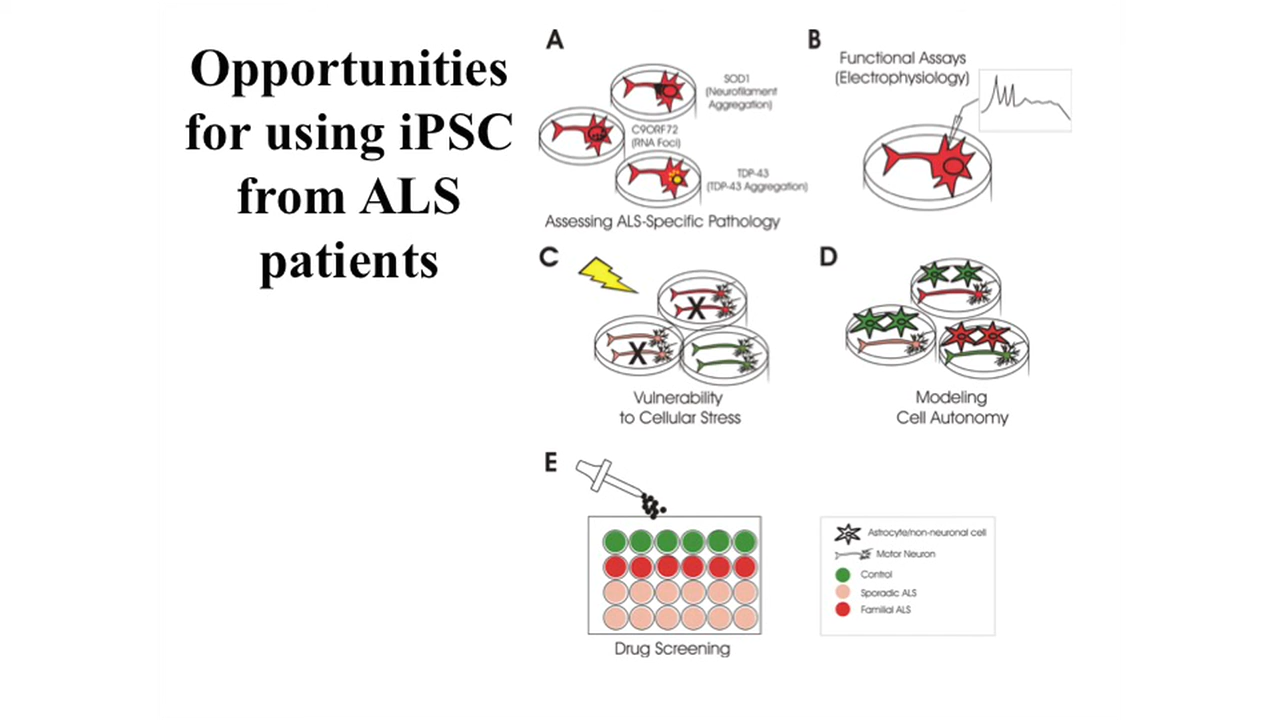 Opportunities
for using iPSC
from ALS
patients
A
SOD1
(Neurofilament
Aggregation)
C9ORF72
(RNA Foci)
TDP-43
(TDP-43 Aggregation)
Assessing ALS-Specific Pathology
B
Functional Assays
(Electrophysiology)
C
X
X
Vulnerability
to Cellular Stress
D
Modeling
Cell Autonomy
E
Drug Screening
Astrocyte/non-neuronal cell
Motor Neuron
Control
Sporadic ALS
Familial ALS